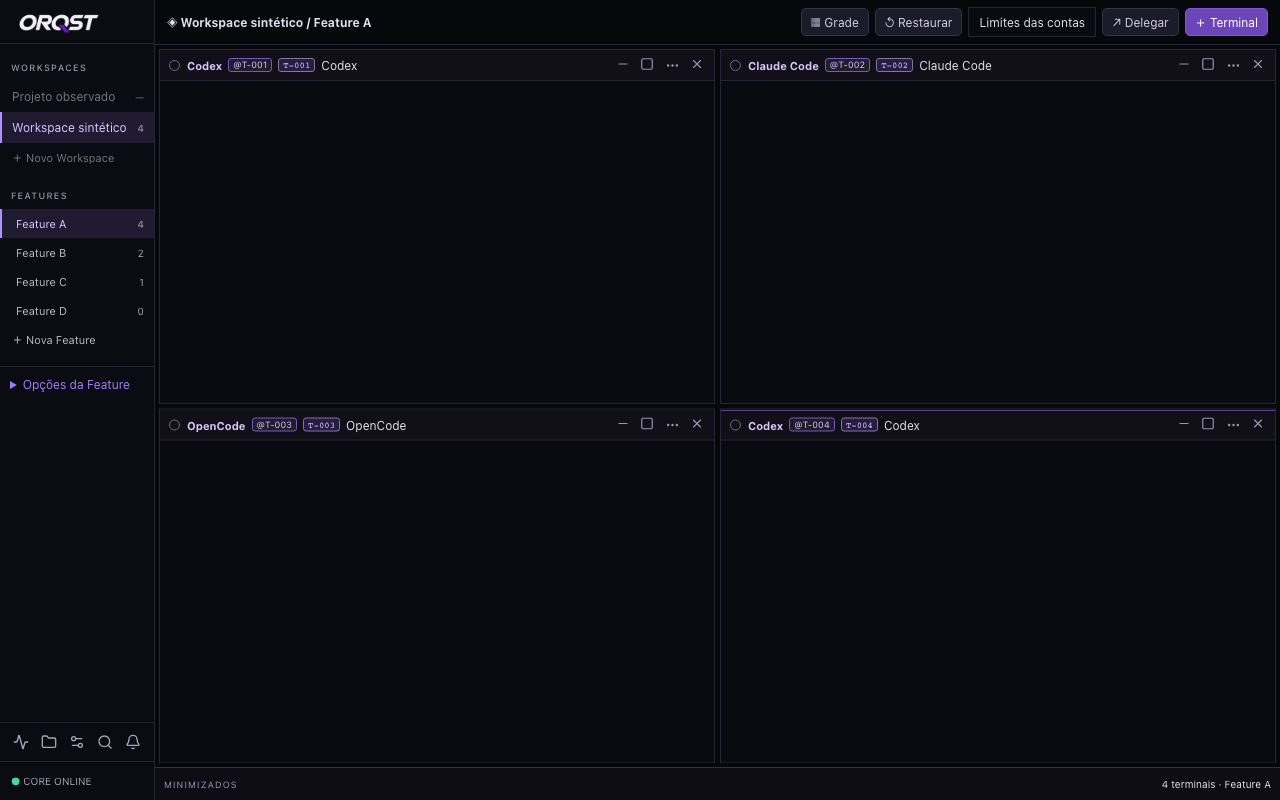 ORQST
WORKSPACES
Projeto observado —
Workspace sintético 4
+ Novo Workspace
FEATURES
Feature A 4
Feature B 2
Feature C 1
Feature D 0
+ Nova Feature
▶ Opções da Feature
CORE ONLINE
◈ Workspace sintético / Feature A
▦ Grade
↺ Restaurar
Limites das contas
↗ Delegar
+ Terminal
Codex @T-001 T-001 Codex
Claude Code @T-002 T-002 Claude Code
OpenCode @T-003 T-003 OpenCode
Codex @T-004 T-004 Codex
MINIMIZADOS
4 terminais · Feature A